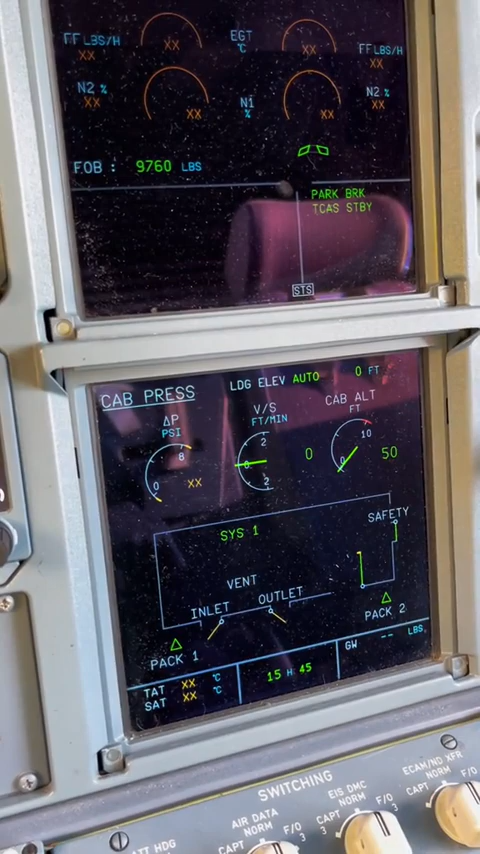 FF LBS/H EGT FF LBS/H
XX XX °C XX XX
N2 % N1 N2 %
XX XX % XX XX
FOB : 9760 LBS
PARK BRK
TCAS STBY
STS
CAB PRESS LDG ELEV AUTO 0 FT
ΔP V/S CAB ALT
PSI FT/MIN FT
8 2 10
0 XX 0 0 0 50
2
SAFETY
SYS 1
VENT
INLET OUTLET
PACK 1 PACK 2
TAT XX °C 15 H 45 GW -- LBS
SAT XX °C
SWITCHING
ATT HDG AIR DATA EIS DMC ECAM/ND XFR
NORM NORM NORM
CAPT F/O CAPT F/O CAPT F/O
3 3